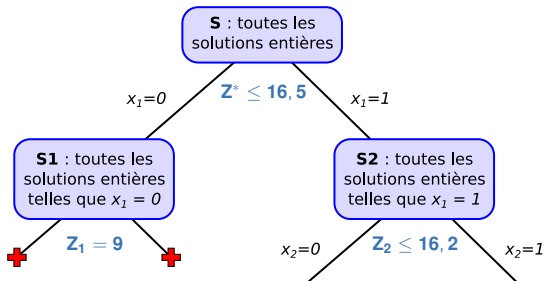 S : toutes les
solutions entières
x₁=0
Z* ≤ 16, 5
x₁=1
S1 : toutes les
solutions entières
telles que x₁ = 0
S2 : toutes les
solutions entières
telles que x₁ = 1
Z₁ = 9
x₂=0
Z₂ ≤ 16, 2
x₂=1